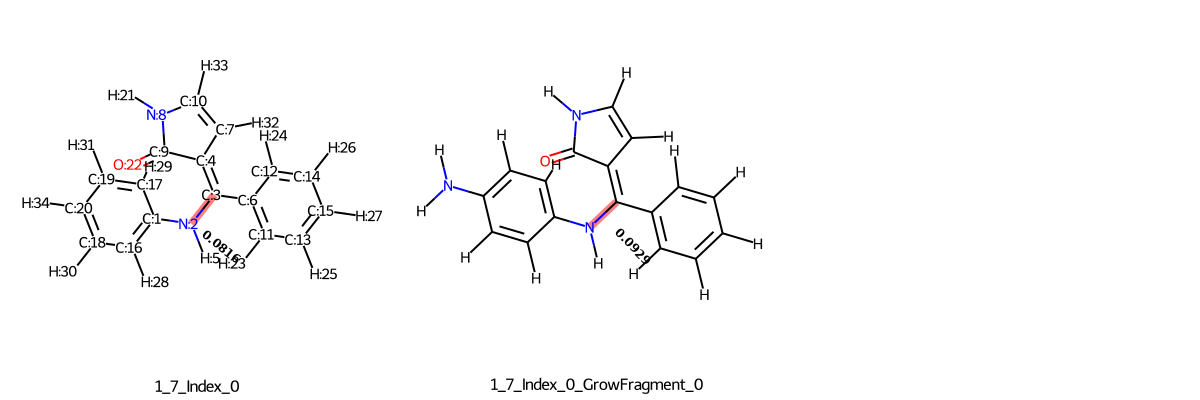 H:33
H:21
C:10
N:8
H:32
C:7
H:24
H:31
H:26
C:9
C:4
O:22
H:29
C:12
C:14
C:19
C:17
C:3
H:34
C:20
C:6
C:15
H:27
C:1
N:2
C:11
C:13
C:18
C:16
0.0816
H:5
H:23
H:30
H:28
H:25
H
H
N
H
H
H
H
O
H
H
N
H
N
H
H
H
0.0929
H
H
H
H
1_7_Index_0
1_7_Index_0_GrowFragment_0